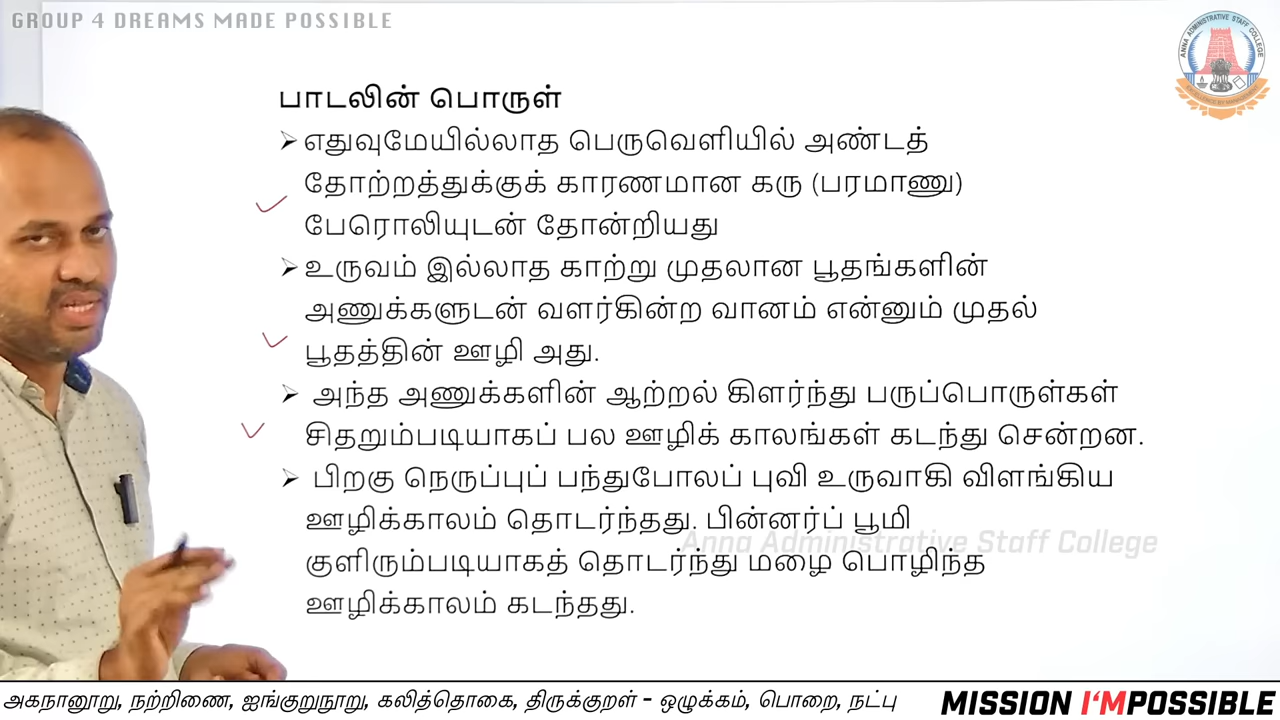 GROUP 4 DREAMS MADE POSSIBLE
ANNA ADMINISTRATIVE STAFF COLLEGE
பாடலின் பொருள்
➢எதுவுமேயில்லாத பெருவெளியில் அண்டத்
தோற்றத்துக்குக் காரணமான கரு (பரமாணு)
பேரொலியுடன் தோன்றியது
➢உருவம் இல்லாத காற்று முதலான பூதங்களின்
அணுக்களுடன் வளர்கின்ற வானம் என்னும் முதல்
பூதத்தின் ஊழி அது.
➢ அந்த அணுக்களின் ஆற்றல் கிளர்ந்து பருப்பொருள்கள்
சிதறும்படியாகப் பல ஊழிக் காலங்கள் கடந்து சென்றன.
➢ பிறகு நெருப்புப் பந்துபோலப் புவி உருவாகி விளங்கிய
ஊழிக்காலம் தொடர்ந்தது. பின்னர்ப் பூமி
Anna Administrative Staff College
குளிரும்படியாகத் தொடர்ந்து மழை பொழிந்த
ஊழிக்காலம் கடந்தது.
அகநானூறு, நற்றிணை, ஐங்குறுநூறு, கலித்தொகை, திருக்குறள் - ஒழுக்கம், பொறை, நட்பு
MISSION I'MPOSSIBLE